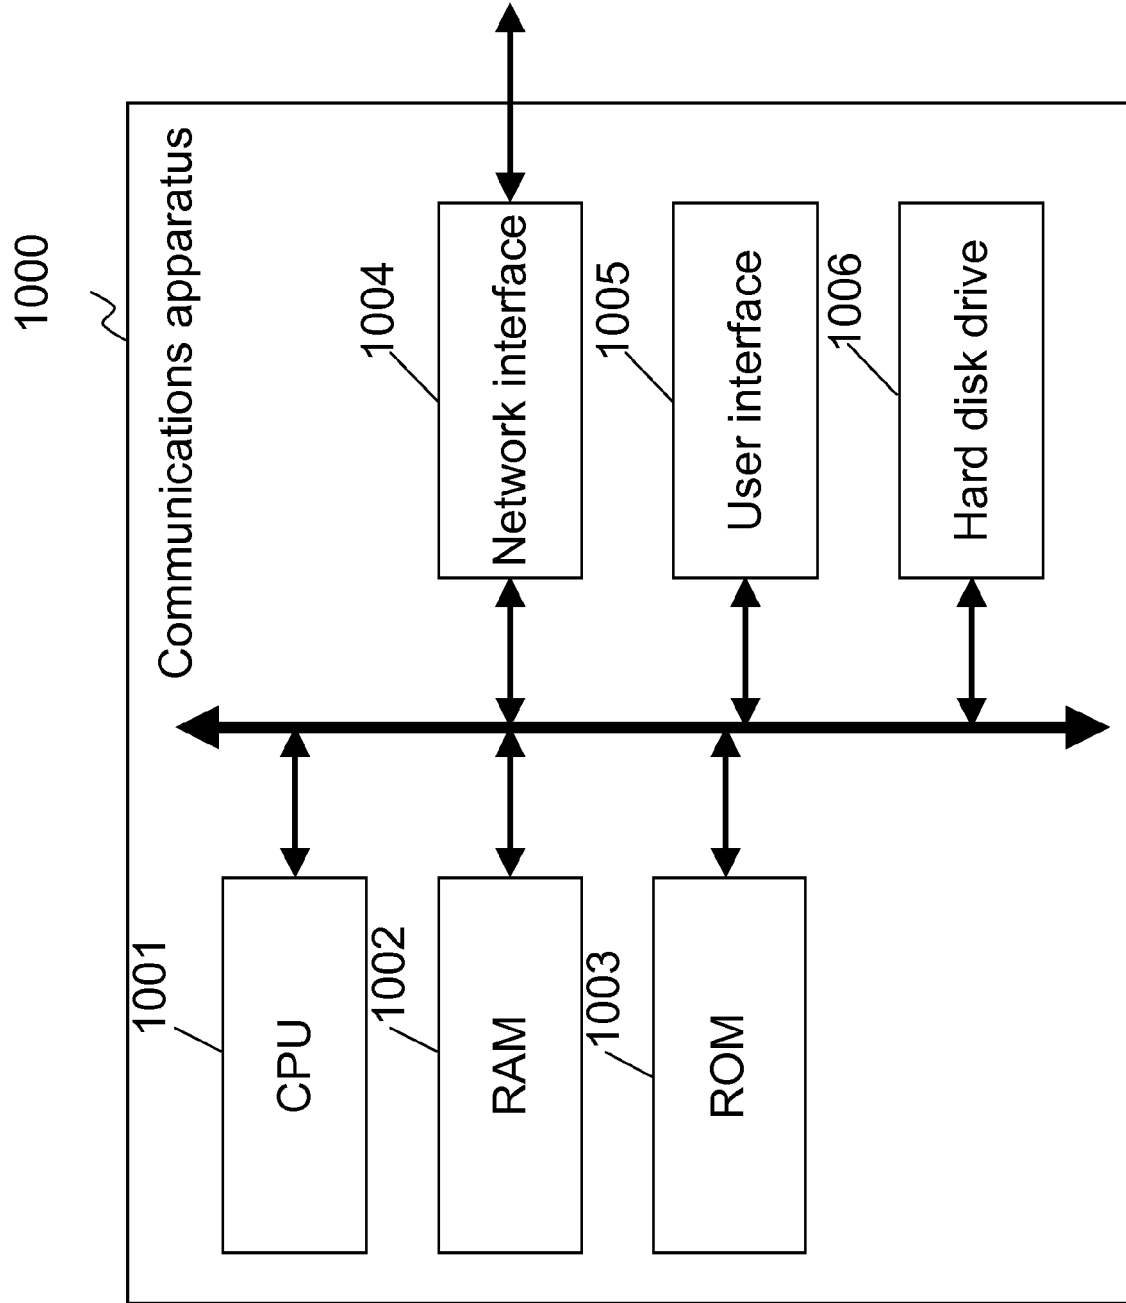 1000
Communications apparatus
1001
CPU
1002
RAM
1003
ROM
1004
Network interface
1005
User interface
1006
Hard disk drive